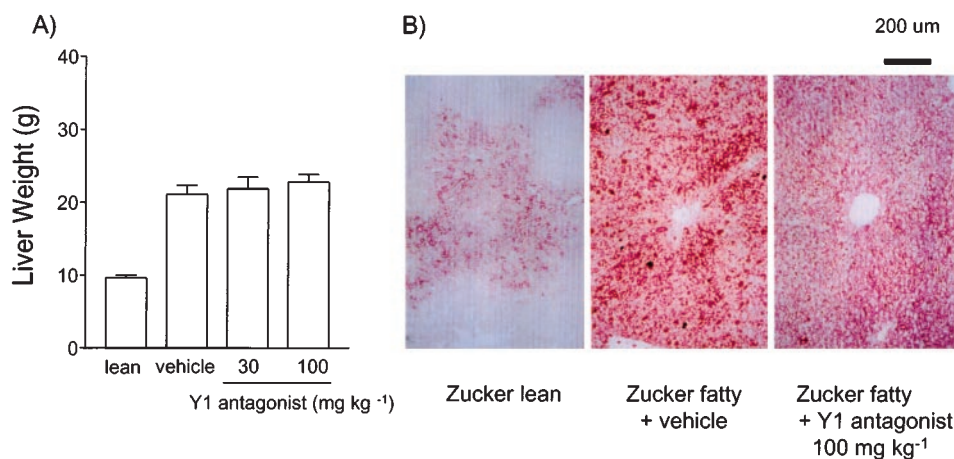 A)
Liver Weight (g)
40
30
20
10
0
lean vehicle 30 100
Y1 antagonist (mg kg -1)
B)
200 um
Zucker lean
Zucker fatty
+ vehicle
Zucker fatty
+ Y1 antagonist
100 mg kg-1